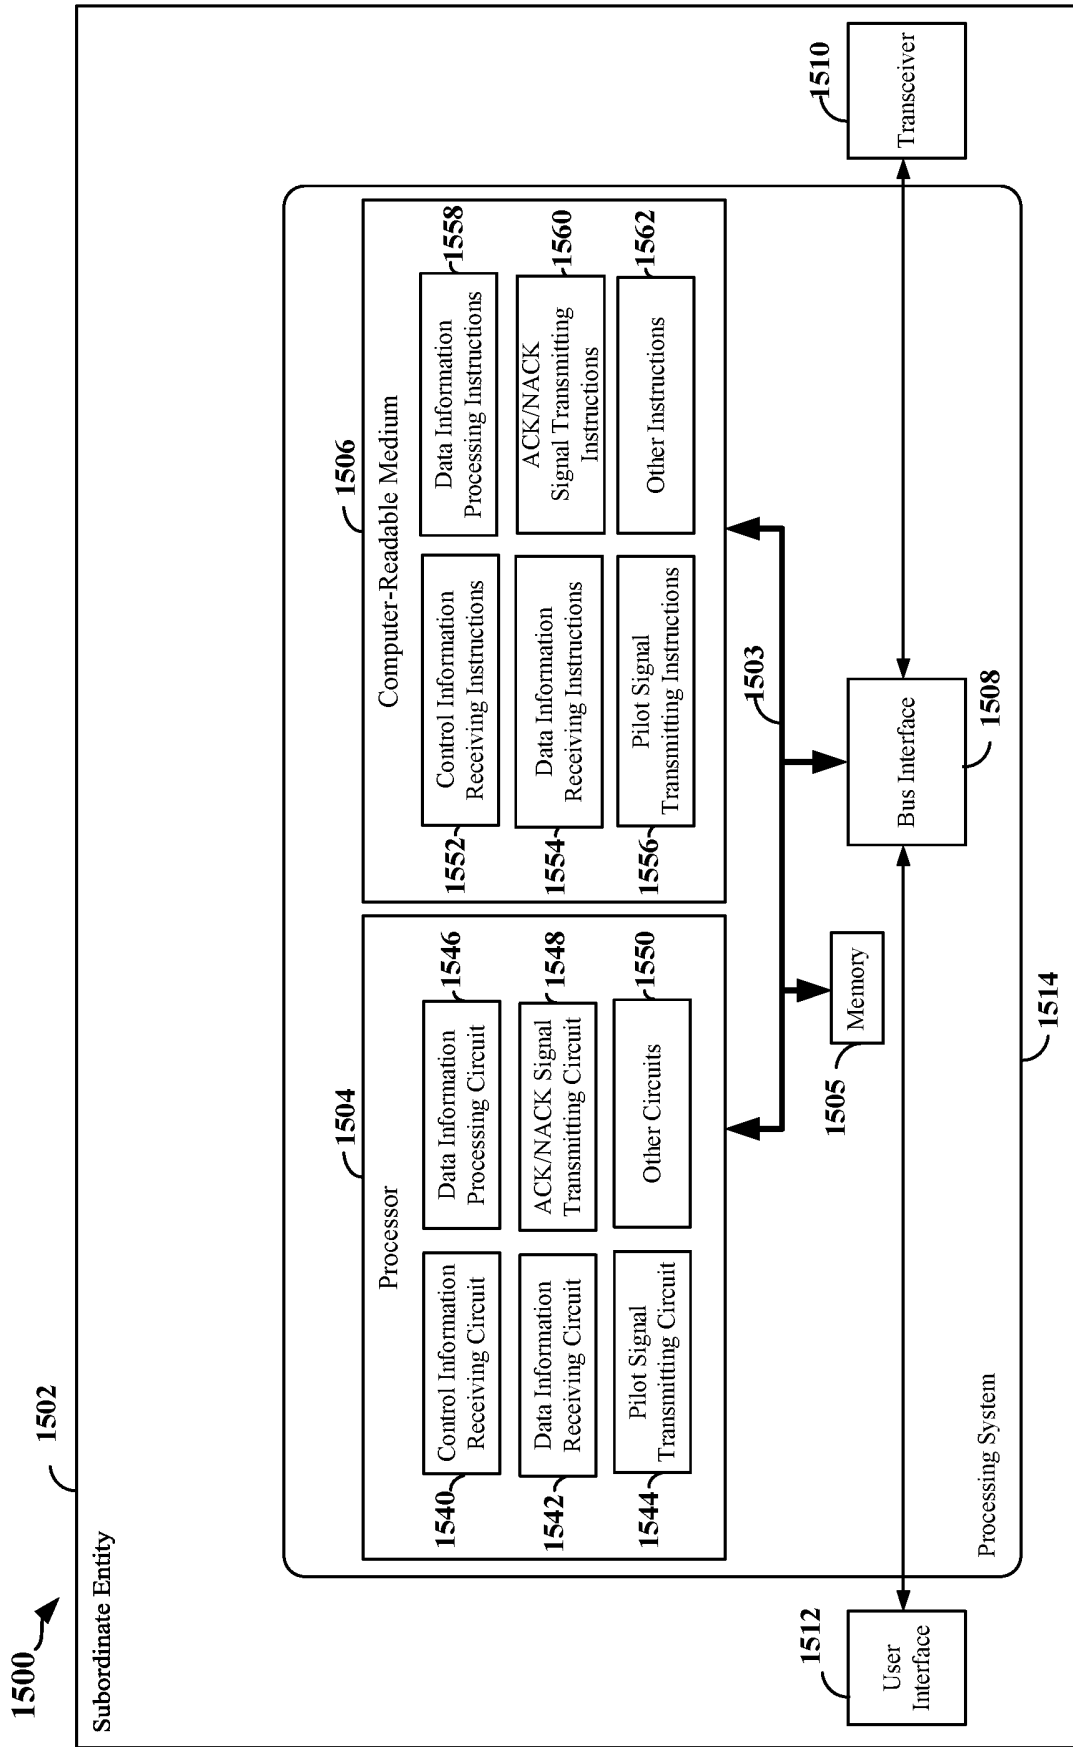 1500
1502
Subordinate Entity
1504
Processor
1540
Control Information
Receiving Circuit
Data Information
Processing Circuit
1546
1542
Data Information
Receiving Circuit
ACK/NACK Signal
Transmitting Circuit
1548
1544
Pilot Signal
Transmitting Circuit
Other Circuits
1550
1506
Computer-Readable Medium
1552
Control Information
Receiving Instructions
Data Information
Processing Instructions
1558
1554
Data Information
Receiving Instructions
ACK/NACK
Signal Transmitting
Instructions
1560
1556
Pilot Signal
Transmitting Instructions
Other Instructions
1562
1503
1505
Memory
1512
User
Interface
Bus Interface
1508
1510
Transceiver
Processing System
1514